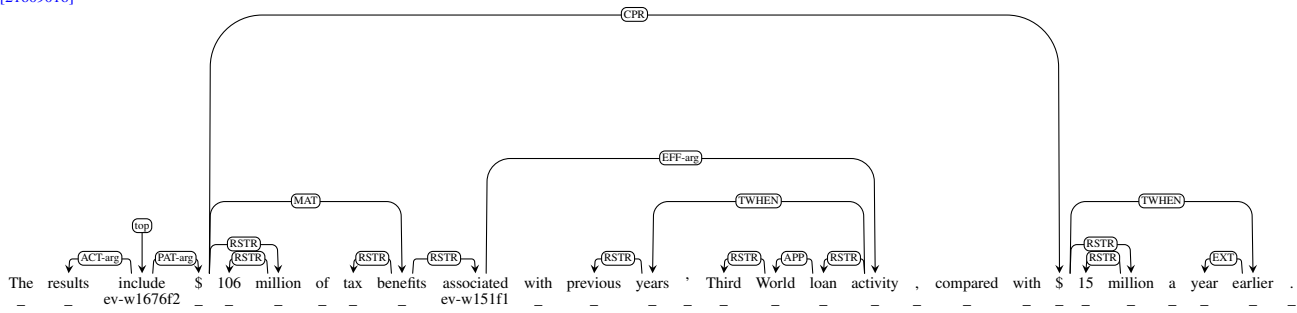 CPR
EFF-arg
MAT TWHEN TWHEN
top RSTR RSTR
ACT-arg PAT-arg RSTR RSTR RSTR RSTR RSTR APP RSTR RSTR EXT
The results include $ 106 million of tax benefits associated with previous years ' Third World loan activity , compared with $ 15 million a year earlier .
_ _ ev-w1676f2 _ _ _ _ _ _ ev-w151f1 _ _ _ _ _ _ _ _ _ _ _ _ _ _ _ _ _ _